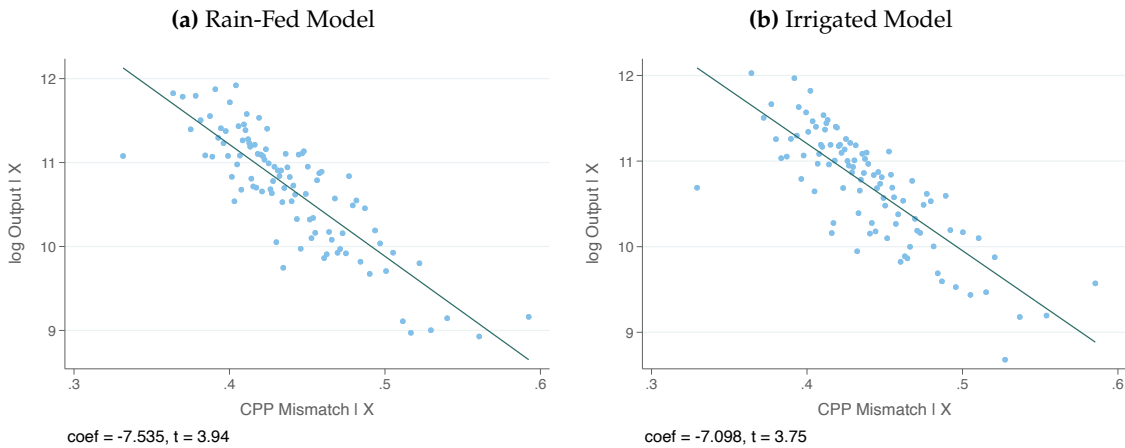 (a) Rain-Fed Model
log Output | X
12
11
10
9
.3 .4 .5 .6
CPP Mismatch | X
coef = -7.535, t = 3.94
(b) Irrigated Model
log Output | X
12
11
10
9
.3 .4 .5 .6
CPP Mismatch | X
coef = -7.098, t = 3.75